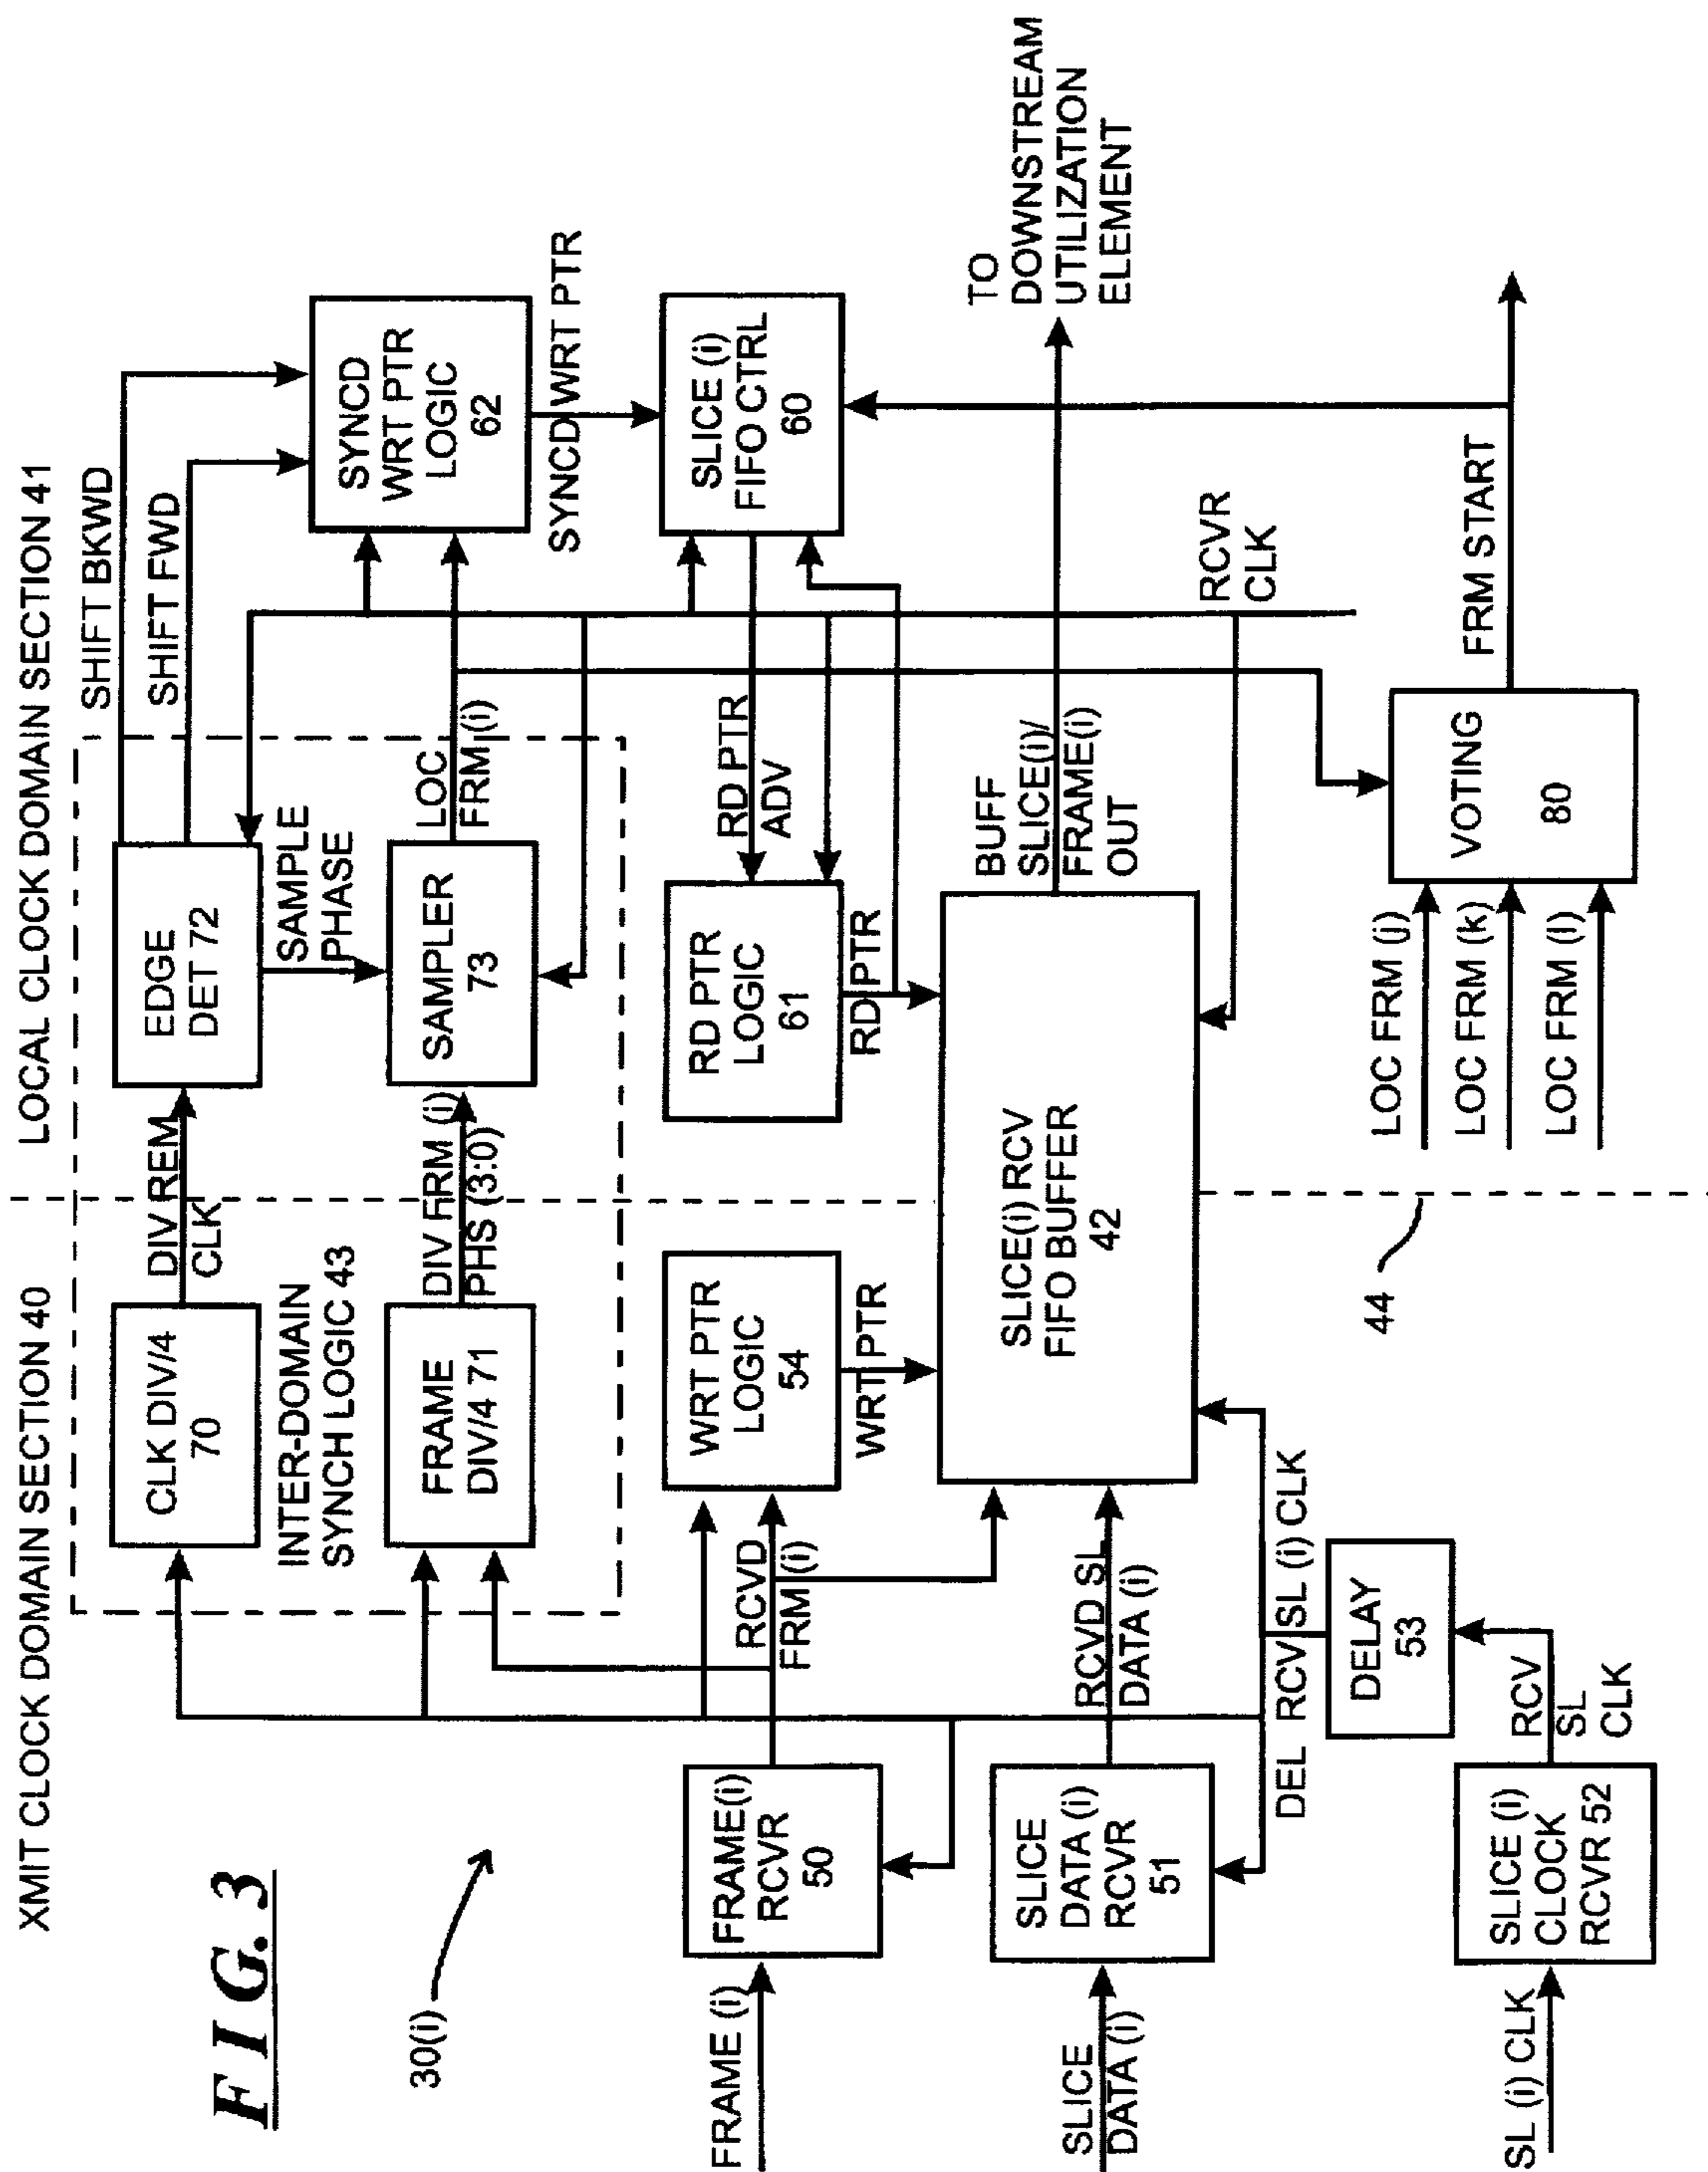 FIG. 3
XMIT CLOCK DOMAIN SECTION 40
LOCAL CLOCK DOMAIN SECTION 41
30(i)
CLK DIV/4
70
DIV REM
CLK
EDGE
DET 72
SHIFT BKWD
SHIFT FWD
INTER-DOMAIN
SYNCH LOGIC 43
SAMPLE
PHASE
FRAME
DIV/4 71
DIV FRM (i)
PHS (3:0)
SAMPLER
73
LOC
FRM (i)
SYNCD
WRT PTR
LOGIC
62
SYNCD WRT PTR
FRAME (i)
FRAME(i)
RCVR
50
RCVD
FRM (i)
WRT PTR
LOGIC
54
WRT PTR
RD PTR
LOGIC
61
RD PTR
RD PTR
ADV
SLICE (i)
FIFO CTRL
60
SLICE
DATA (i)
SLICE
DATA (i)
RCVR
51
RCVD SL
DATA (i)
SLICE(i) RCV
FIFO BUFFER
42
BUFF
SLICE(i)/
FRAME(i)
OUT
TO
DOWNSTREAM
UTILIZATION
ELEMENT
RCVR
CLK
DEL RCV SL (i) CLK
DELAY
53
44
SL (i) CLK
SLICE (i)
CLOCK
RCVR 52
RCV
SL
CLK
LOC FRM (j)
LOC FRM (k)
LOC FRM (l)
VOTING
80
FRM START